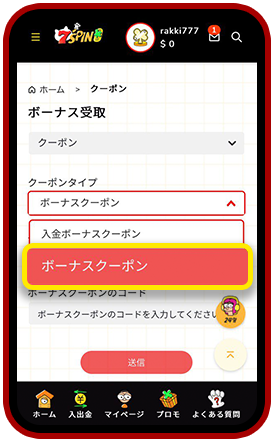 75PIN
rakki777
$ 0
1
ホーム > クーポン
ボーナス受取
クーポン
クーポンタイプ
ボーナスクーポン
入金ボーナスクーポン
ボーナスクーポン
ボーナスクーポンのコード
ボーナスクーポンのコードを入力してください
送信
ホーム 入出金 マイページ プロモ よくある質問